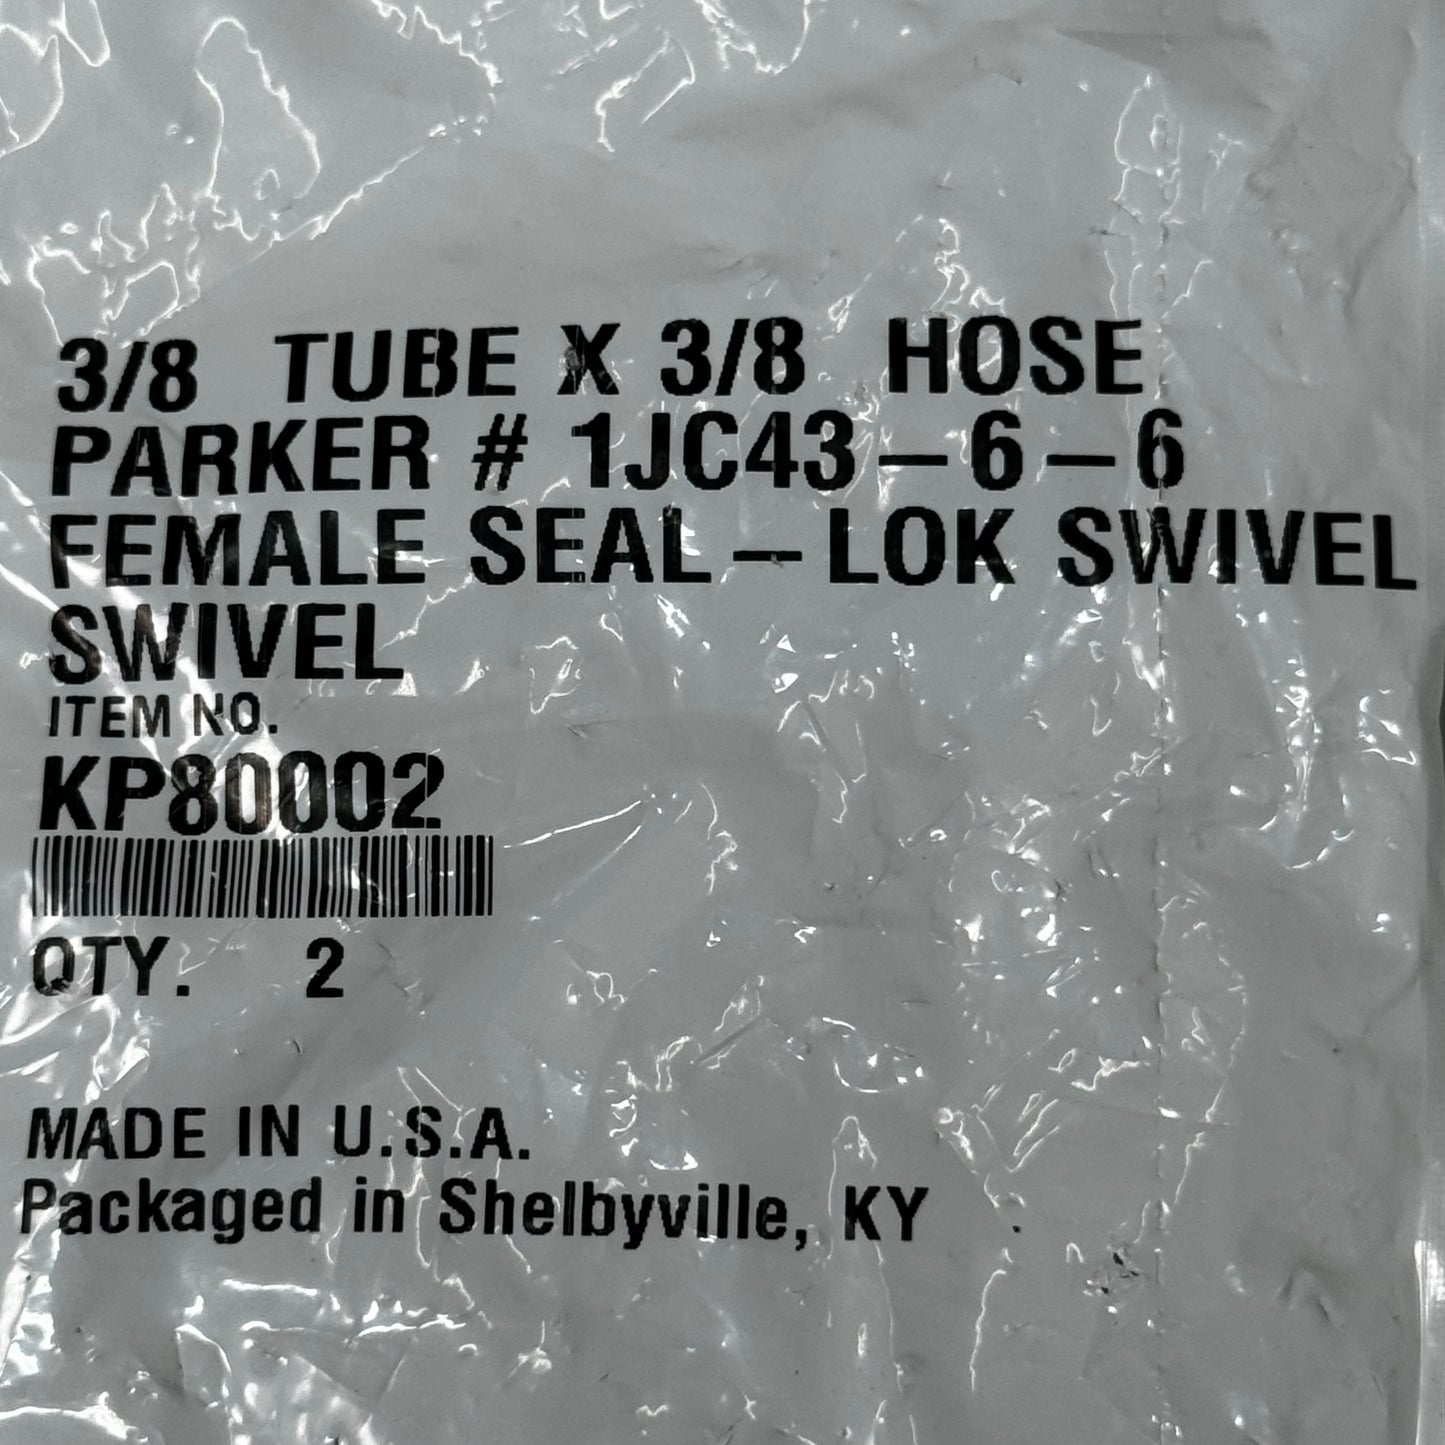 3/8 TUBE X 3/8 HOSE
PARKER # 1JC43-6-6
FEMALE SEAL-LOK SWIVEL
SWIVEL
ITEM NO.
KP80002
QTY. 2
MADE IN U.S.A.
Packaged in Shelbyville, KY